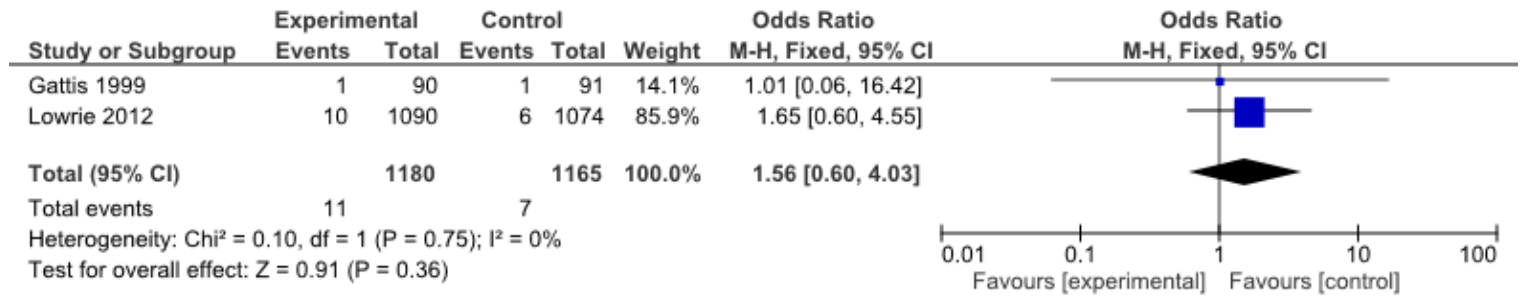 Experimental Control Odds Ratio Odds Ratio
Study or Subgroup Events Total Events Total Weight M-H, Fixed, 95% CI M-H, Fixed, 95% CI
Gattis 1999 1 90 1 91 14.1% 1.01 [0.06, 16.42]
Lowrie 2012 10 1090 6 1074 85.9% 1.65 [0.60, 4.55]
Total (95% CI) 1180 1165 100.0% 1.56 [0.60, 4.03]
Total events 11 7
Heterogeneity: Chi² = 0.10, df = 1 (P = 0.75); I² = 0%
Test for overall effect: Z = 0.91 (P = 0.36)
0.01 0.1 1 10 100
Favours [experimental] Favours [control]